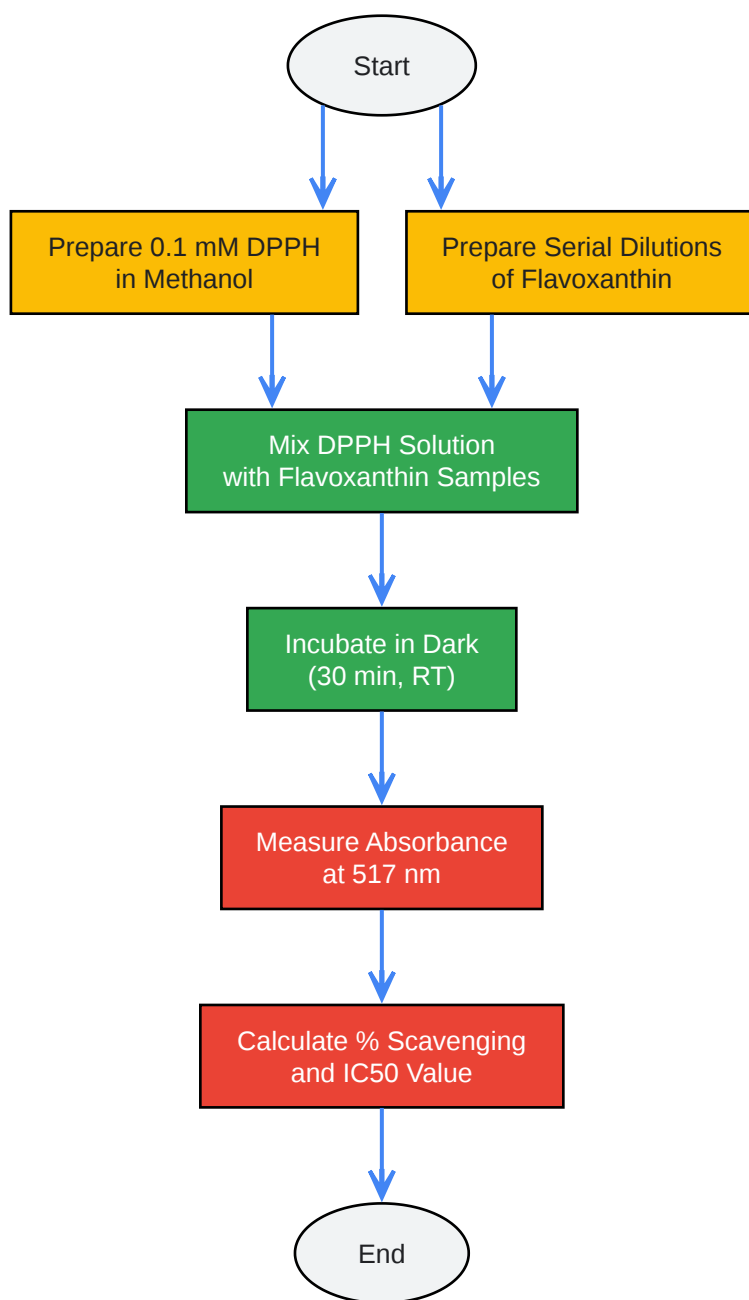 Start
Prepare 0.1 mM DPPH
in Methanol
Prepare Serial Dilutions
of Flavoxanthin
Mix DPPH Solution
with Flavoxanthin Samples
Incubate in Dark
(30 min, RT)
Measure Absorbance
at 517 nm
Calculate % Scavenging
and IC50 Value
End